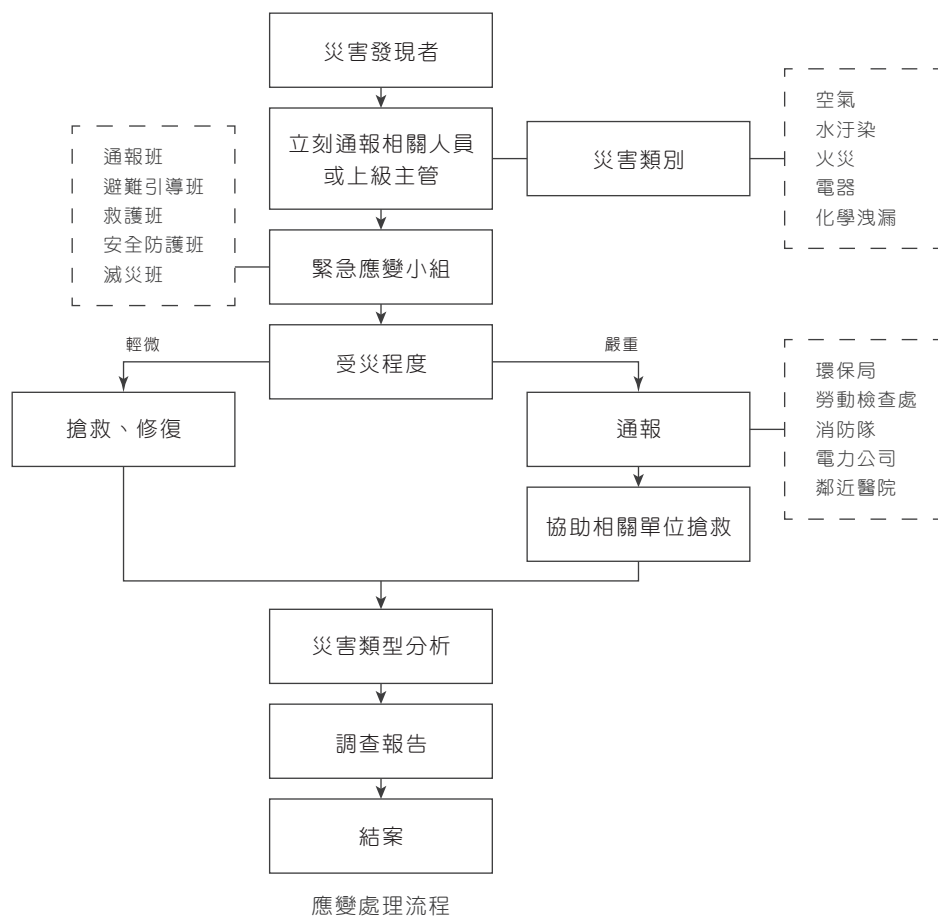 災害發現者
立刻通報相關人員
或上級主管
災害類別
空氣
水汙染
火災
電器
化學洩漏
通報班
避難引導班
救護班
安全防護班
滅災班
緊急應變小組
受災程度
輕微
嚴重
搶救、修復
通報
環保局
勞動檢查處
消防隊
電力公司
鄰近醫院
協助相關單位搶救
災害類型分析
調查報告
結案
應變處理流程